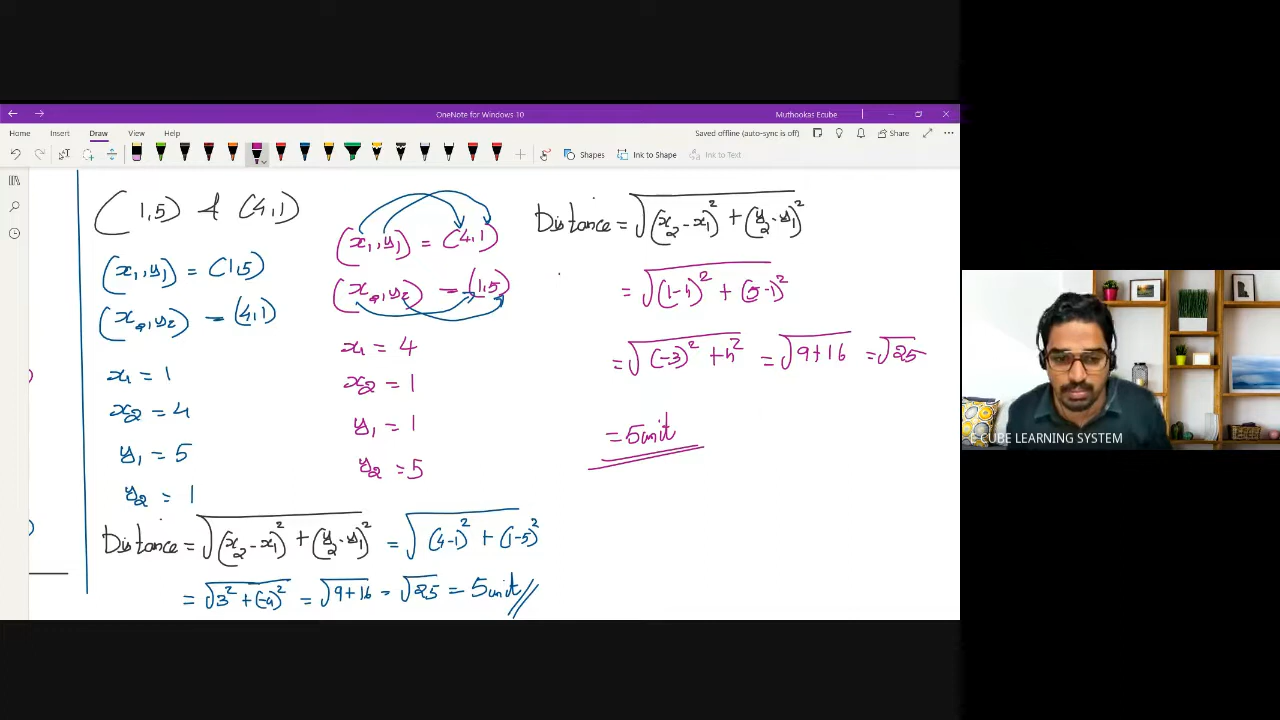 OneNote for Windows 10
Muthookas Ecube
Home Insert Draw View Help
Saved offline (auto-sync is off)
Share
Shapes
Ink to Shape
Ink to Text
(1,5) & (4,1)
(x₁,y₁) = (1,5)
(x₂,y₂) = (4,1)
x₁ = 1
x₂ = 4
y₁ = 5
y₂ = 1
Distance = √(x₂-x₁)² + (y₂-y₁)² = √(4-1)² + (1-5)²
= √3² + (-4)² = √9+16 = √25 = 5unit //
(x₁,y₁) = (4,1)
(x₂,y₂) = (1,5)
x₁ = 4
x₂ = 1
y₁ = 1
y₂ = 5
Distance = √(x₂-x₁)² + (y₂-y₁)²
= √(1-4)² + (5-1)²
= √(-3)² + 4² = √9+16 = √25
= 5unit
E CUBE LEARNING SYSTEM